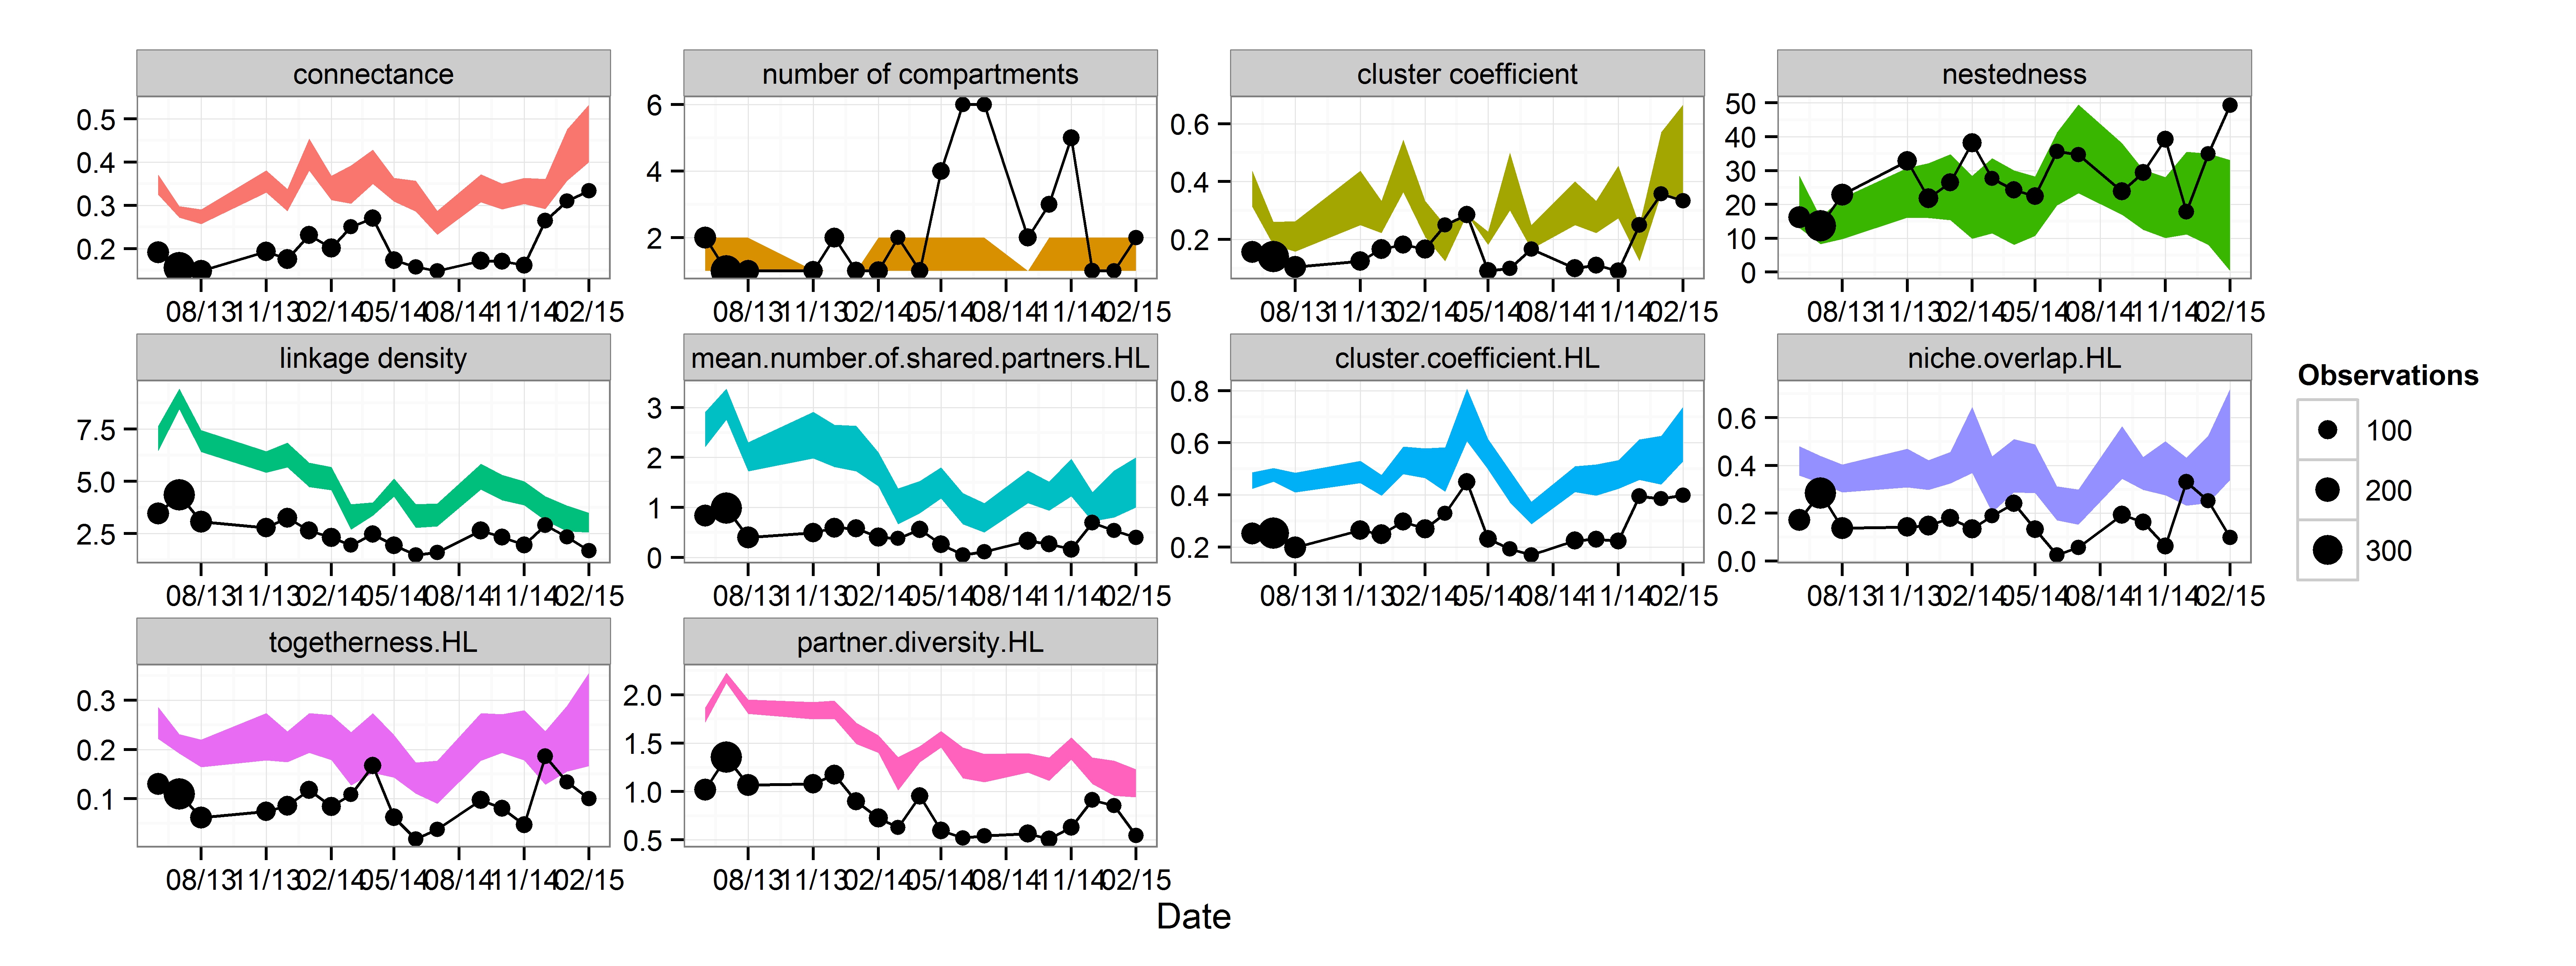 connectance
number of compartments
cluster coefficient
nestedness
0.5
0.4
0.3
0.2
6
4
2
0.6
0.4
0.2
50
40
30
20
10
0
08/13 11/13 02/14 05/14 08/14 11/14 02/15
08/13 11/13 02/14 05/14 08/14 11/14 02/15
08/13 11/13 02/14 05/14 08/14 11/14 02/15
08/13 11/13 02/14 05/14 08/14 11/14 02/15
linkage density
mean.number.of.shared.partners.HL
cluster.coefficient.HL
niche.overlap.HL
7.5
5.0
2.5
3
2
1
0
0.8
0.6
0.4
0.2
0.6
0.4
0.2
0.0
08/13 11/13 02/14 05/14 08/14 11/14 02/15
08/13 11/13 02/14 05/14 08/14 11/14 02/15
08/13 11/13 02/14 05/14 08/14 11/14 02/15
08/13 11/13 02/14 05/14 08/14 11/14 02/15
togetherness.HL
partner.diversity.HL
0.3
0.2
0.1
2.0
1.5
1.0
0.5
08/13 11/13 02/14 05/14 08/14 11/14 02/15
08/13 11/13 02/14 05/14 08/14 11/14 02/15
Date
Observations
100
200
300